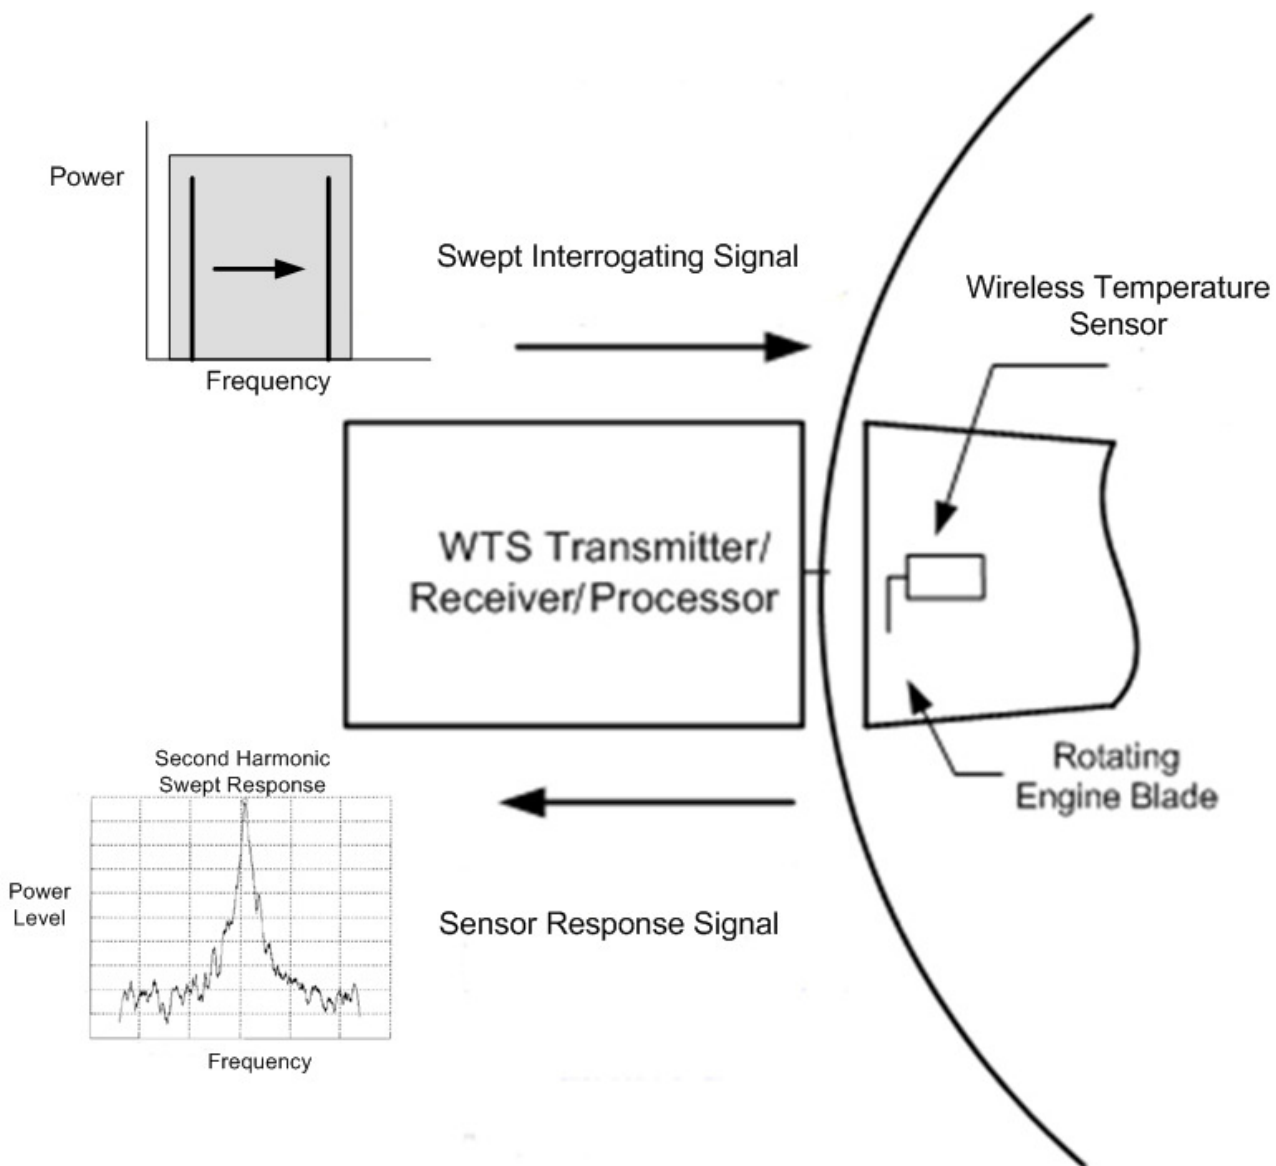 Power
Frequency
Swept Interrogating Signal
Wireless Temperature
Sensor
WTS Transmitter/
Receiver/Processor
Rotating
Engine Blade
Second Harmonic
Swept Response
Power
Level
Frequency
Sensor Response Signal